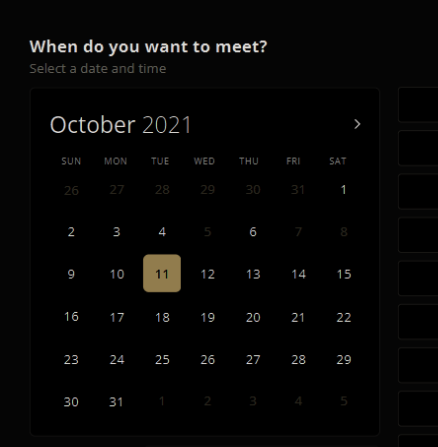 When do you want to meet?
Select a date and time
October 2021
SUN MON TUE WED THU FRI SAT
26 27 28 29 30 31 1
2 3 4 5 6 7 8
9 10 11 12 13 14 15
16 17 18 19 20 21 22
23 24 25 26 27 28 29
30 31 1 2 3 4 5